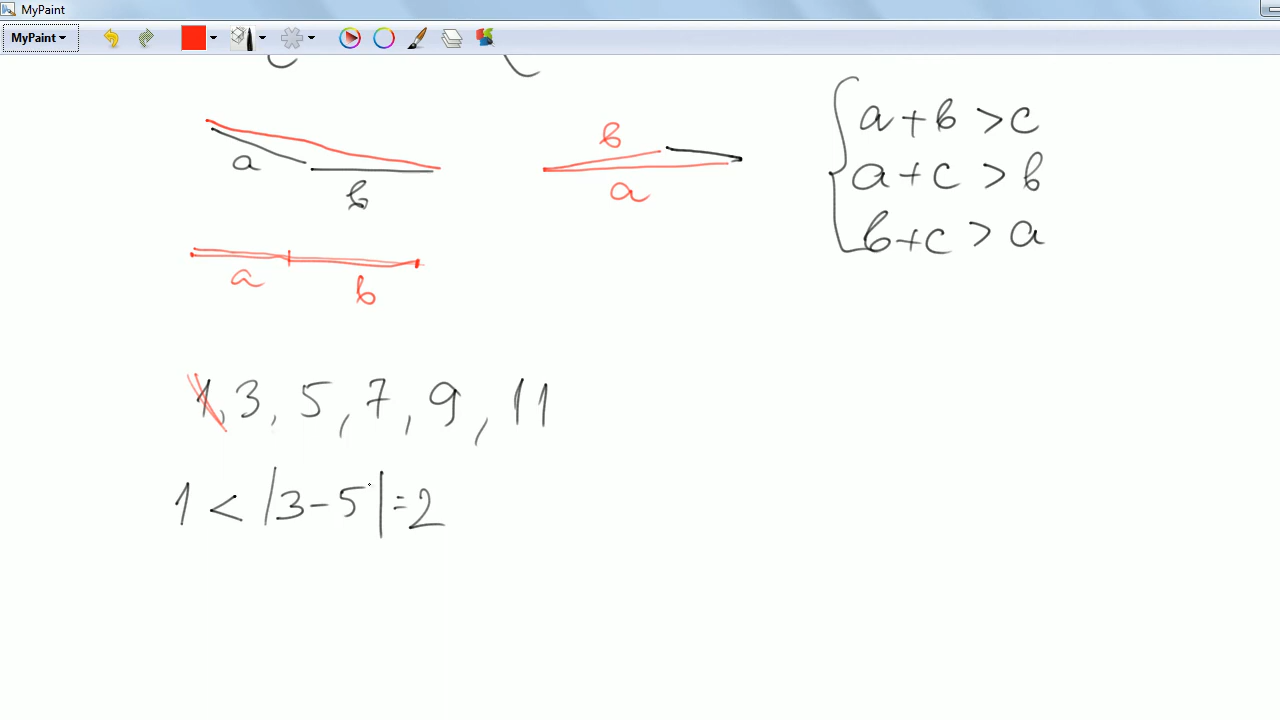 MyPaint
MyPaint
a
b
b
a
a
b
a+b>c
a+c>b
b+c>a
1, 3, 5, 7, 9, 11
1<|3-5|=2